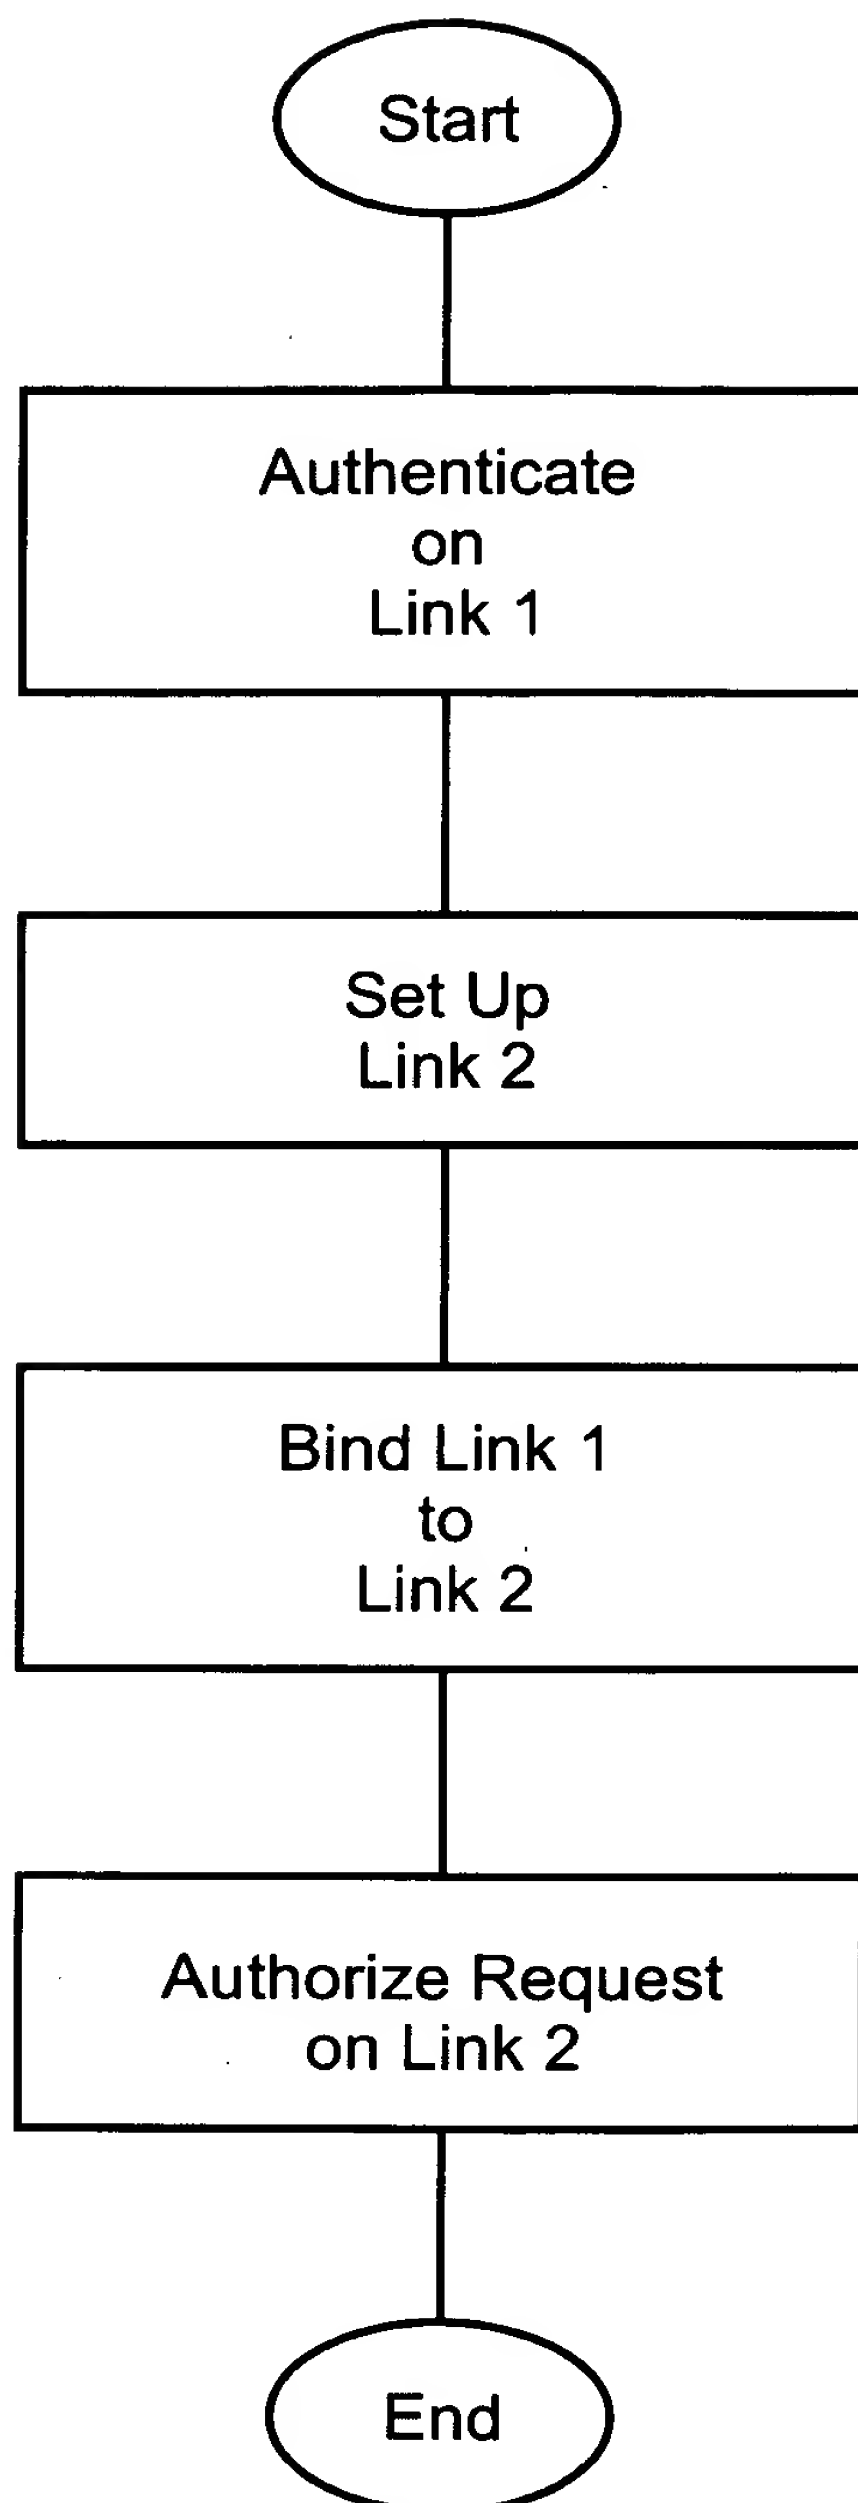 Start
Authenticate
on
Link 1
Set Up
Link 2
Bind Link 1
to
Link 2
Authorize Request
on Link 2
End